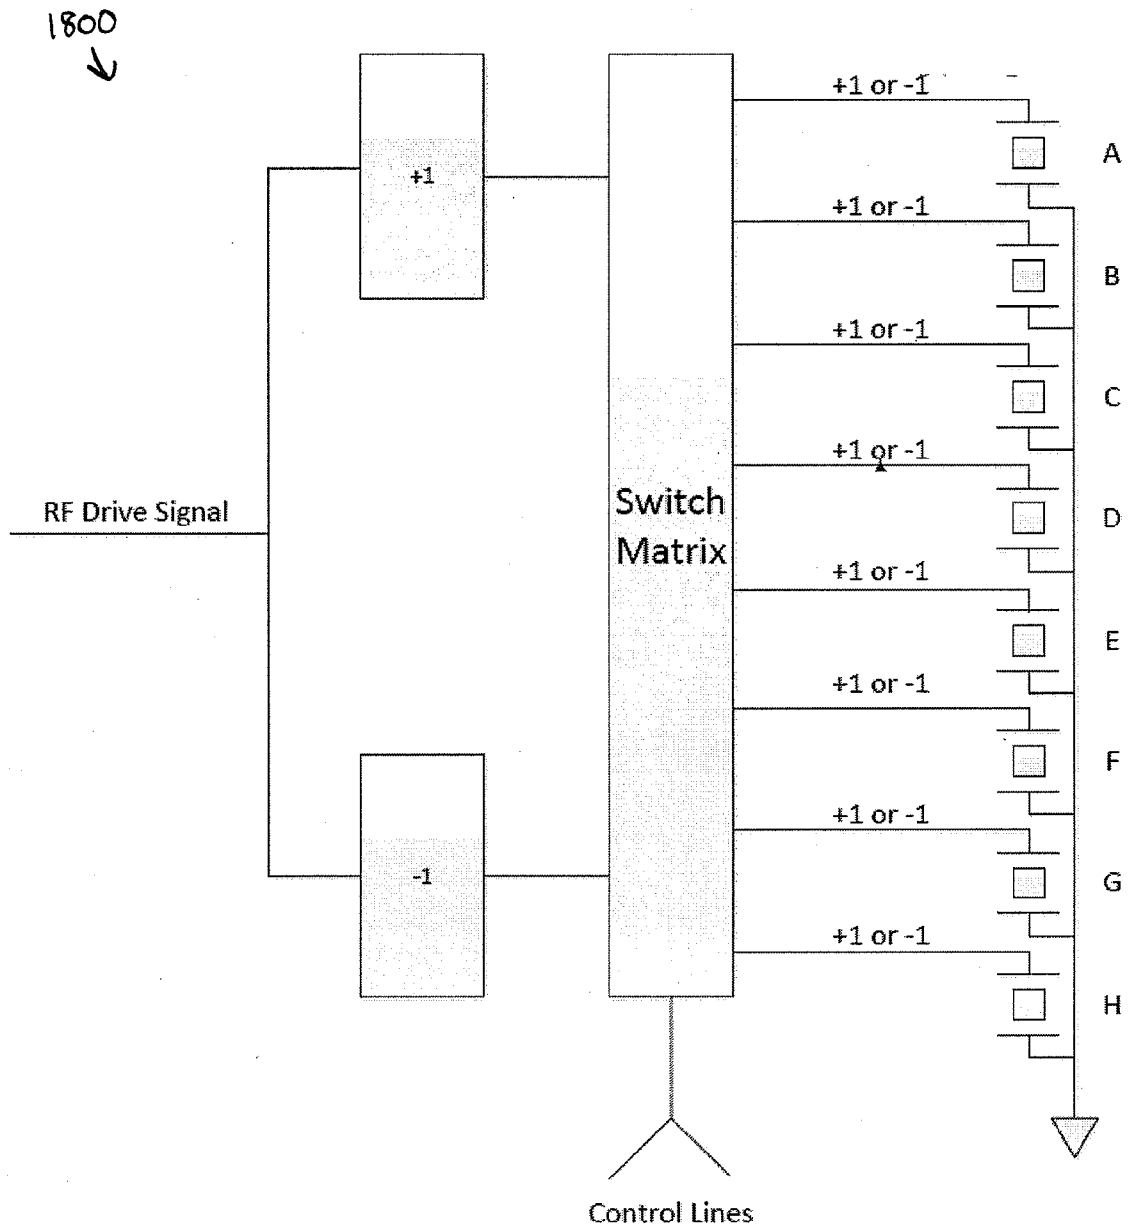 1800
+1 or -1
A
+1
+1 or -1
B
+1 or -1
C
+1 or -1
RF Drive Signal
Switch
Matrix
D
+1 or -1
E
+1 or -1
F
+1 or -1
-1
G
+1 or -1
H
Control Lines